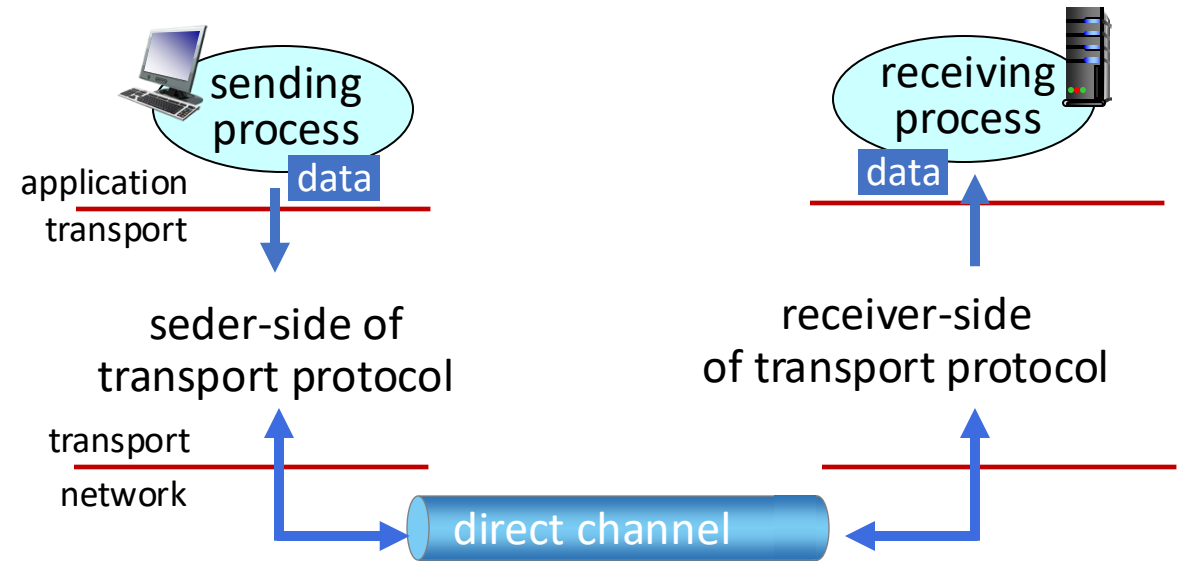 sending
process
data
application
transport
seder-side of
transport protocol
transport
network
direct channel
receiving
process
data
receiver-side
of transport protocol